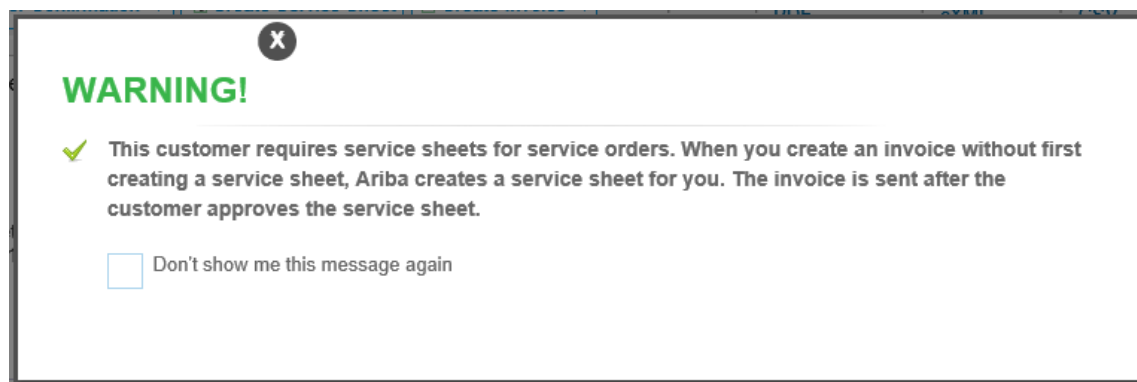 X
WARNING!
This customer requires service sheets for service orders. When you create an invoice without first
creating a service sheet, Ariba creates a service sheet for you. The invoice is sent after the
customer approves the service sheet.
Don't show me this message again